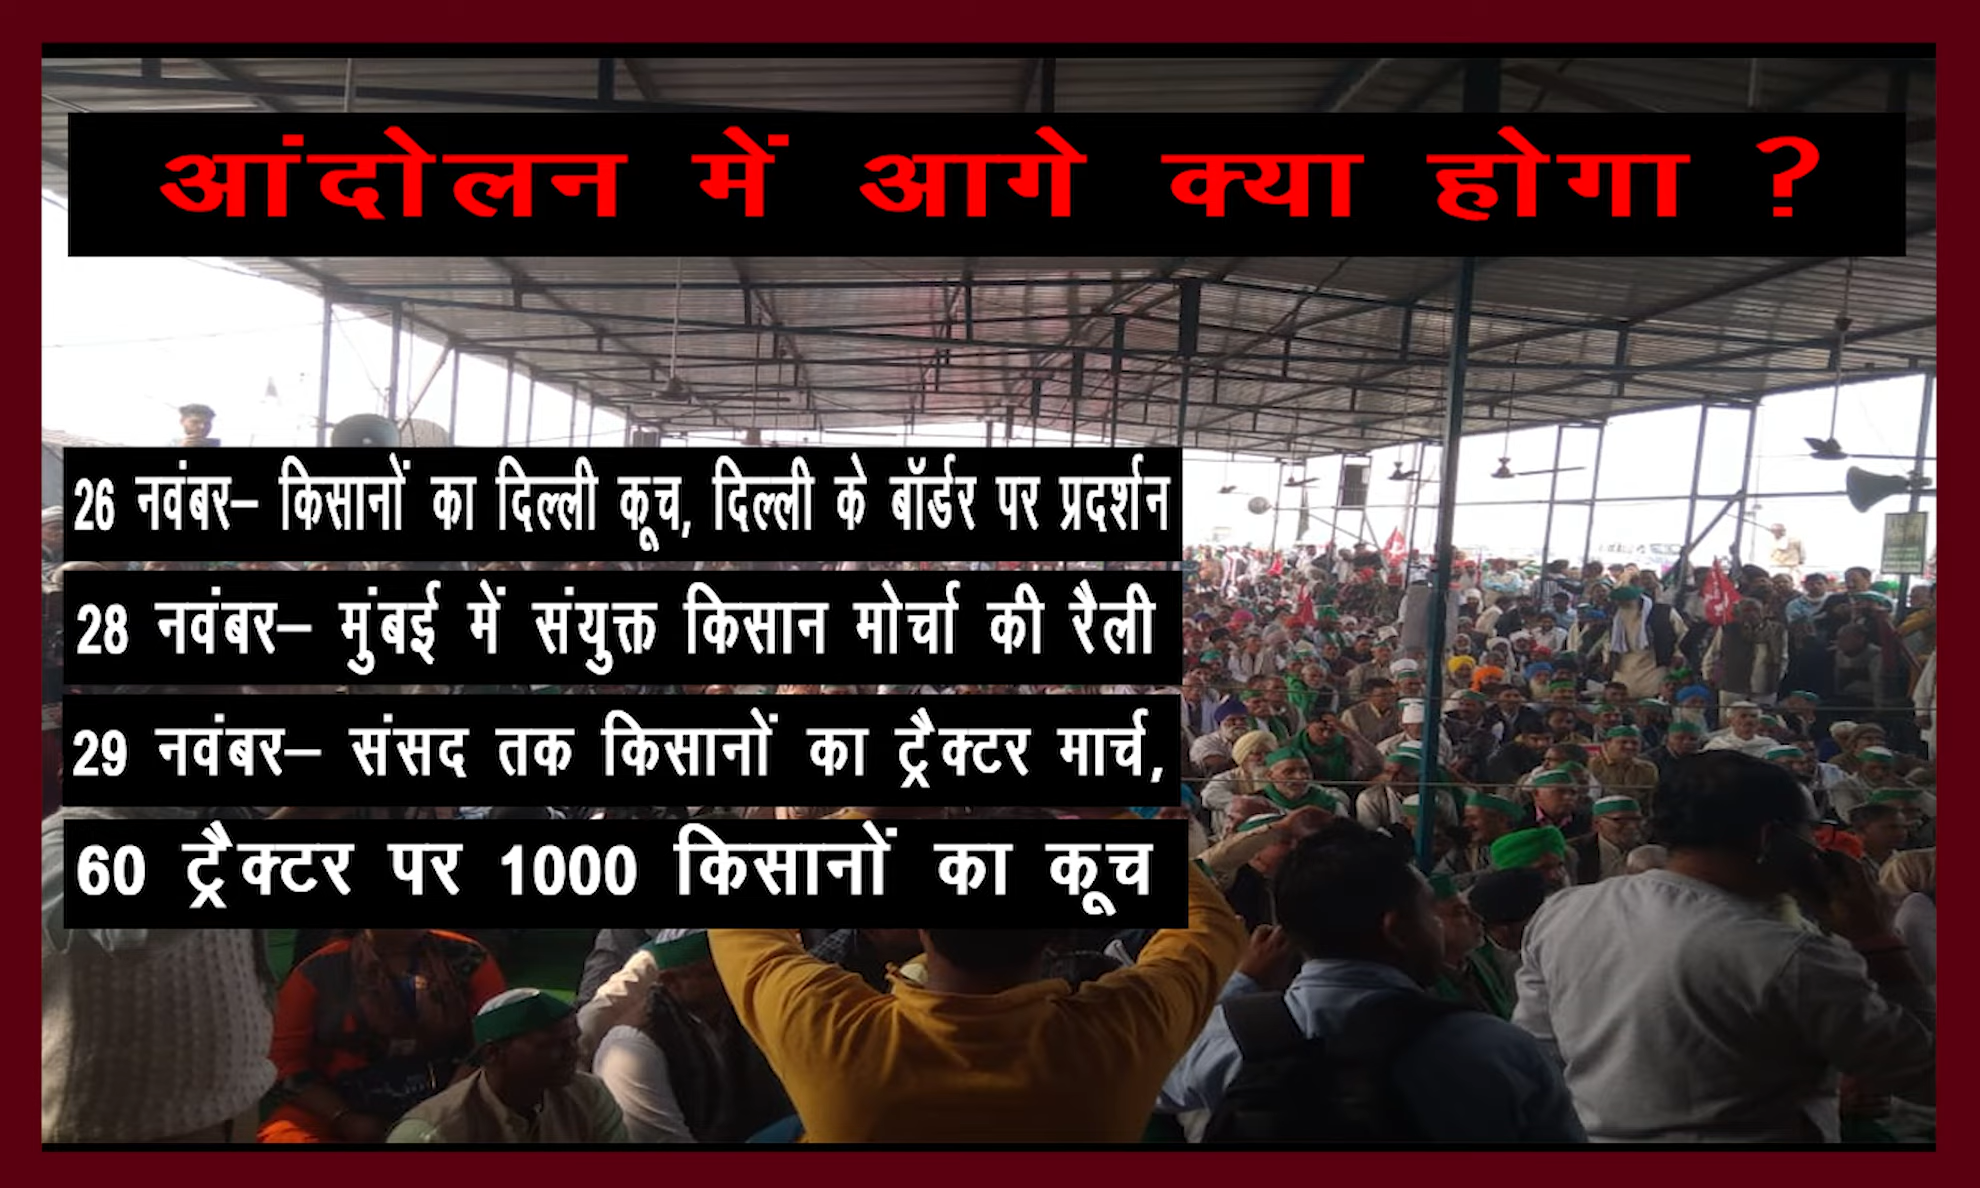 आंदोलन में आगे क्या होगा ?
26 नवंबर– किसानों का दिल्ली कूच, दिल्ली के बॉर्डर पर प्रदर्शन
28 नवंबर– मुंबई में संयुक्त किसान मोर्चा की रैली
29 नवंबर– संसद तक किसानों का ट्रैक्टर मार्च,
60 ट्रैक्टर पर 1000 किसानों का कूच